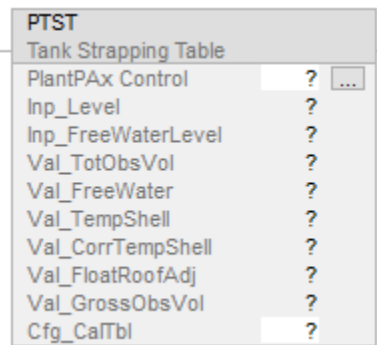 PTST
Tank Strapping Table
PlantPAx Control ? ...
Inp_Level ?
Inp_FreeWaterLevel ?
Val_TotObsVol ?
Val_FreeWater ?
Val_TempShell ?
Val_CorrTempShell ?
Val_FloatRoofAdj ?
Val_GrossObsVol ?
Cfg_CalTbl ?